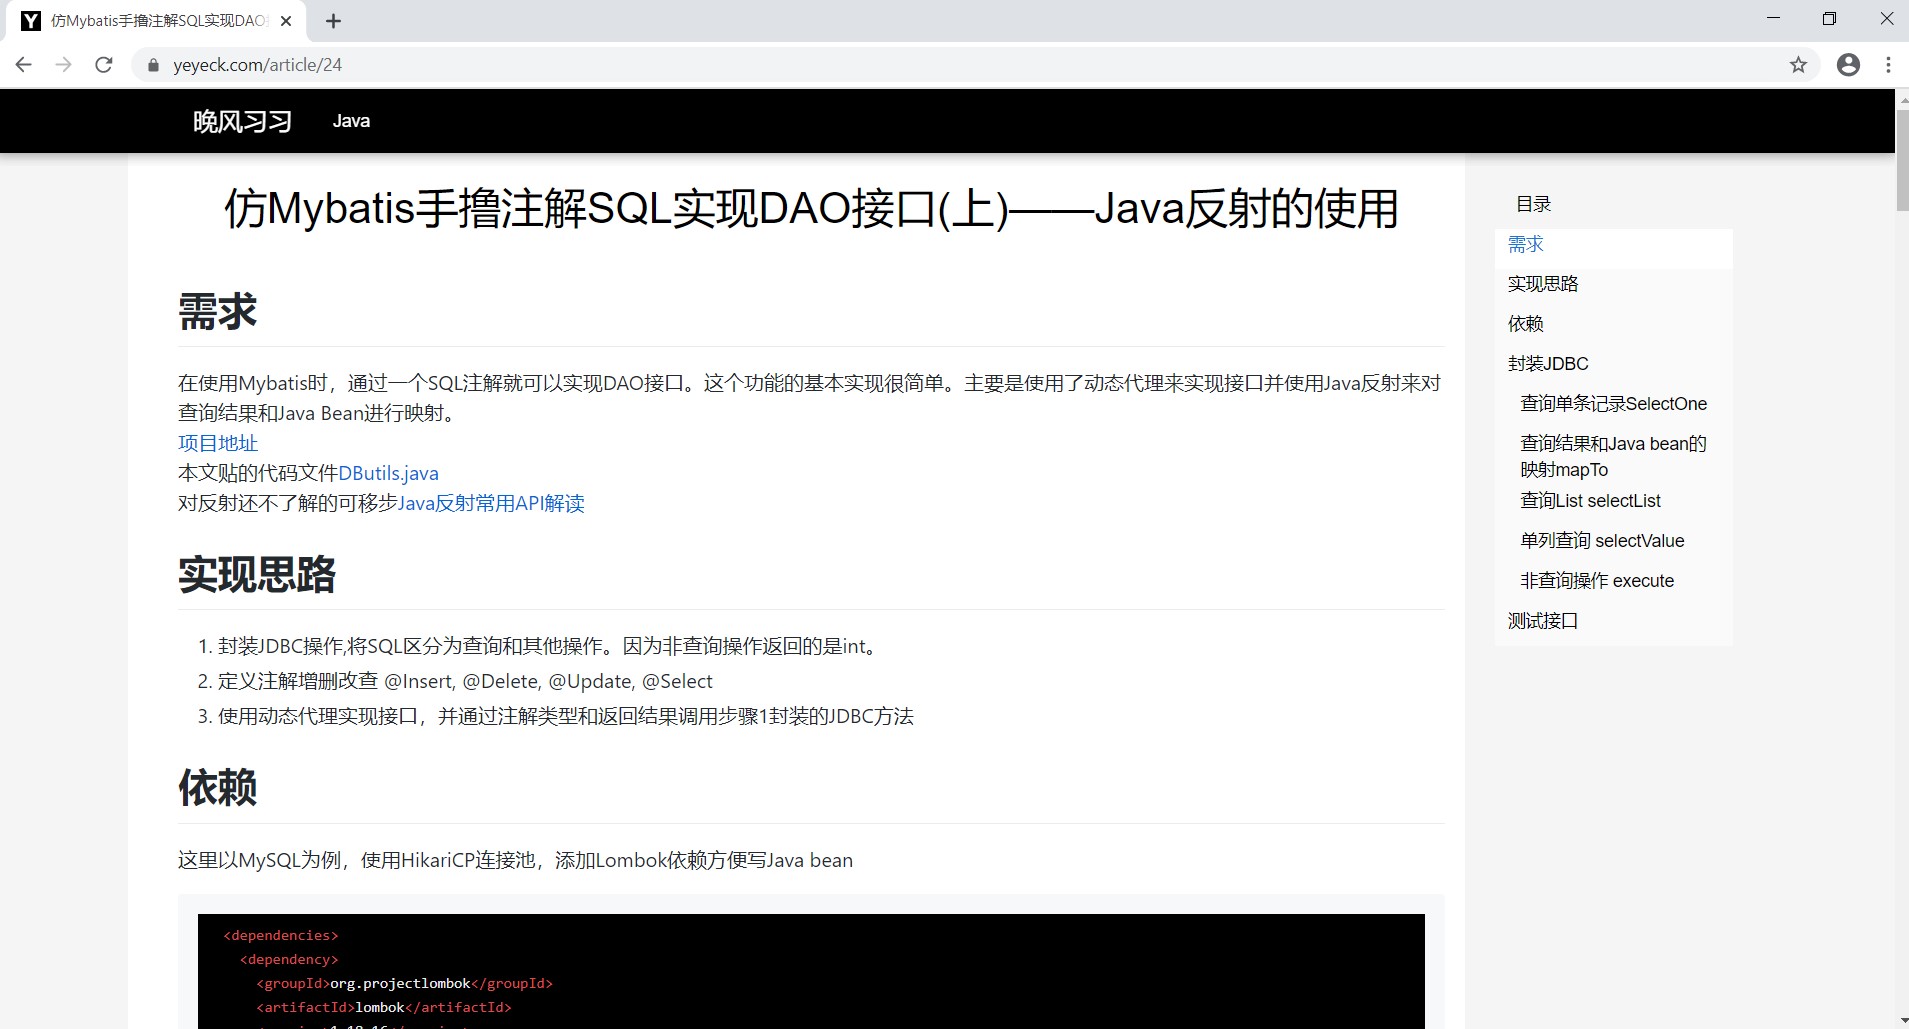 仿Mybatis手撸注解SQL实现DAO
yeyeck.com/article/24
晚风习习 Java
仿Mybatis手撸注解SQL实现DAO接口(上)——Java反射的使用
需求
在使用Mybatis时，通过一个SQL注解就可以实现DAO接口。这个功能的基本实现很简单。主要是使用了动态代理来实现接口并使用Java反射来对
查询结果和Java Bean进行映射。
项目地址
本文贴的代码文件DButils.java
对反射还不了解的可移步Java反射常用API解读
实现思路
1. 封装JDBC操作,将SQL区分为查询和其他操作。因为非查询操作返回的是int。
2. 定义注解增删改查 @Insert, @Delete, @Update, @Select
3. 使用动态代理实现接口，并通过注解类型和返回结果调用步骤1封装的JDBC方法
依赖
这里以MySQL为例，使用HikariCP连接池，添加Lombok依赖方便写Java bean
<dependencies>
<dependency>
<groupId>org.projectlombok</groupId>
<artifactId>lombok</artifactId>
目录
需求
实现思路
依赖
封装JDBC
查询单条记录SelectOne
查询结果和Java bean的
映射mapTo
查询List selectList
单列查询 selectValue
非查询操作 execute
测试接口